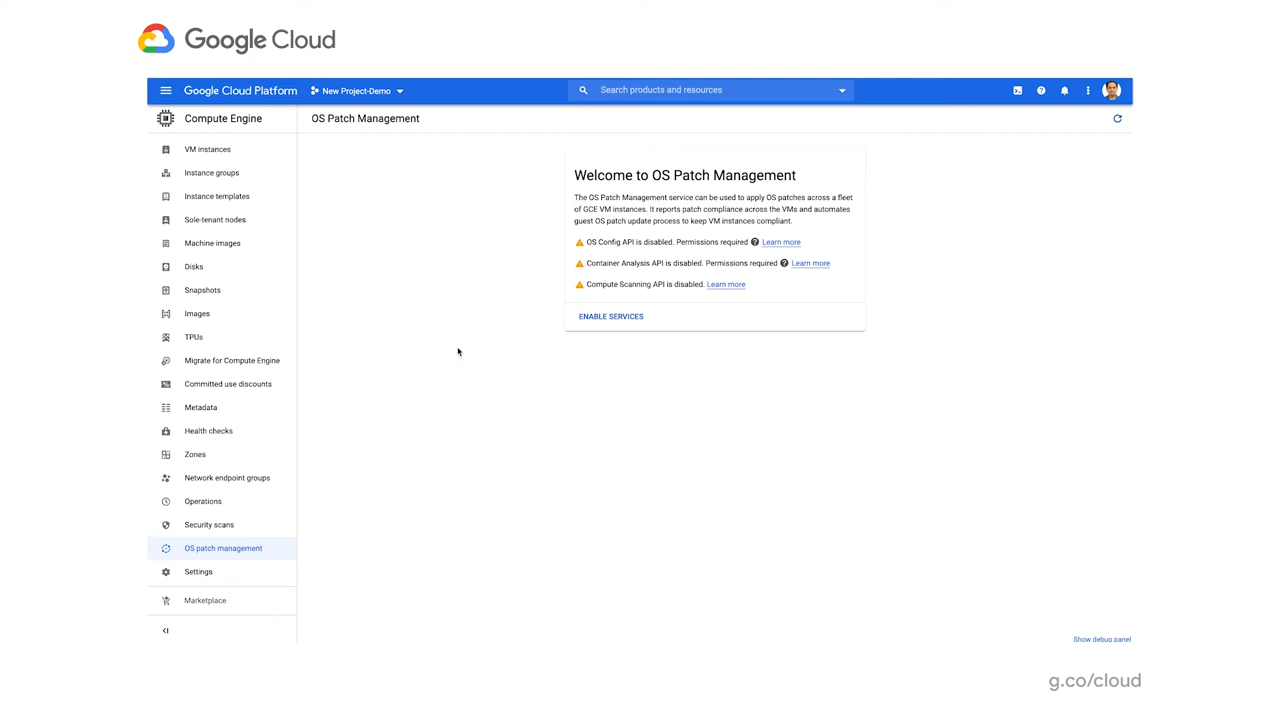 Google Cloud
Google Cloud Platform
New Project-Demo
Search products and resources
Compute Engine
OS Patch Management
VM instances
Instance groups
Instance templates
Sole-tenant nodes
Machine images
Disks
Snapshots
Images
TPUs
Migrate for Compute Engine
Committed use discounts
Metadata
Health checks
Zones
Network endpoint groups
Operations
Security scans
OS patch management
Settings
Marketplace
Welcome to OS Patch Management
The OS Patch Management service can be used to apply OS patches across a fleet
of GCE VM instances. It reports patch compliance across the VMs and automates
guest OS patch update process to keep VM instances compliant.
OS Config API is disabled. Permissions required Learn more
Container Analysis API is disabled. Permissions required Learn more
Compute Scanning API is disabled. Learn more
ENABLE SERVICES
Show debug panel
g.co/cloud